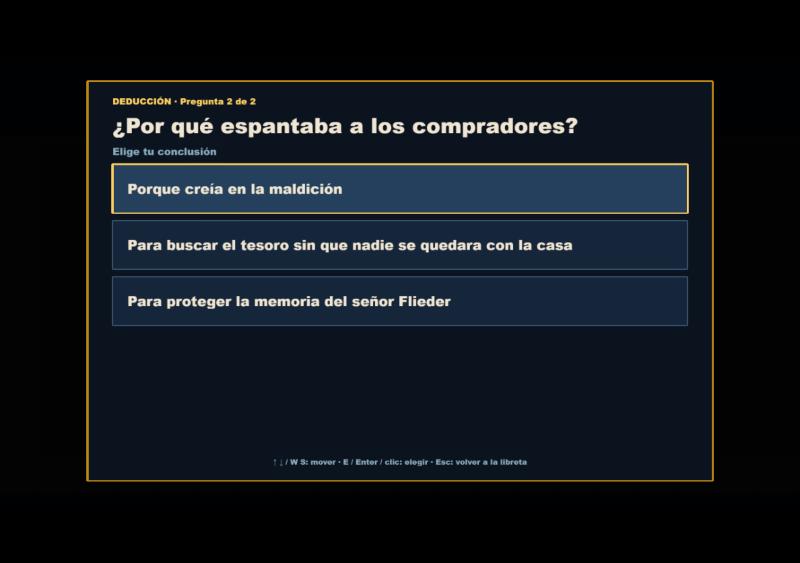 DEDUCCIÓN · Pregunta 2 de 2
¿Por qué espantaba a los compradores?
Elige tu conclusión
Porque creía en la maldición
Para buscar el tesoro sin que nadie se quedara con la casa
Para proteger la memoria del señor Flieder
↑ ↓ / W S: mover · E / Enter / clic: elegir · Esc: volver a la libreta